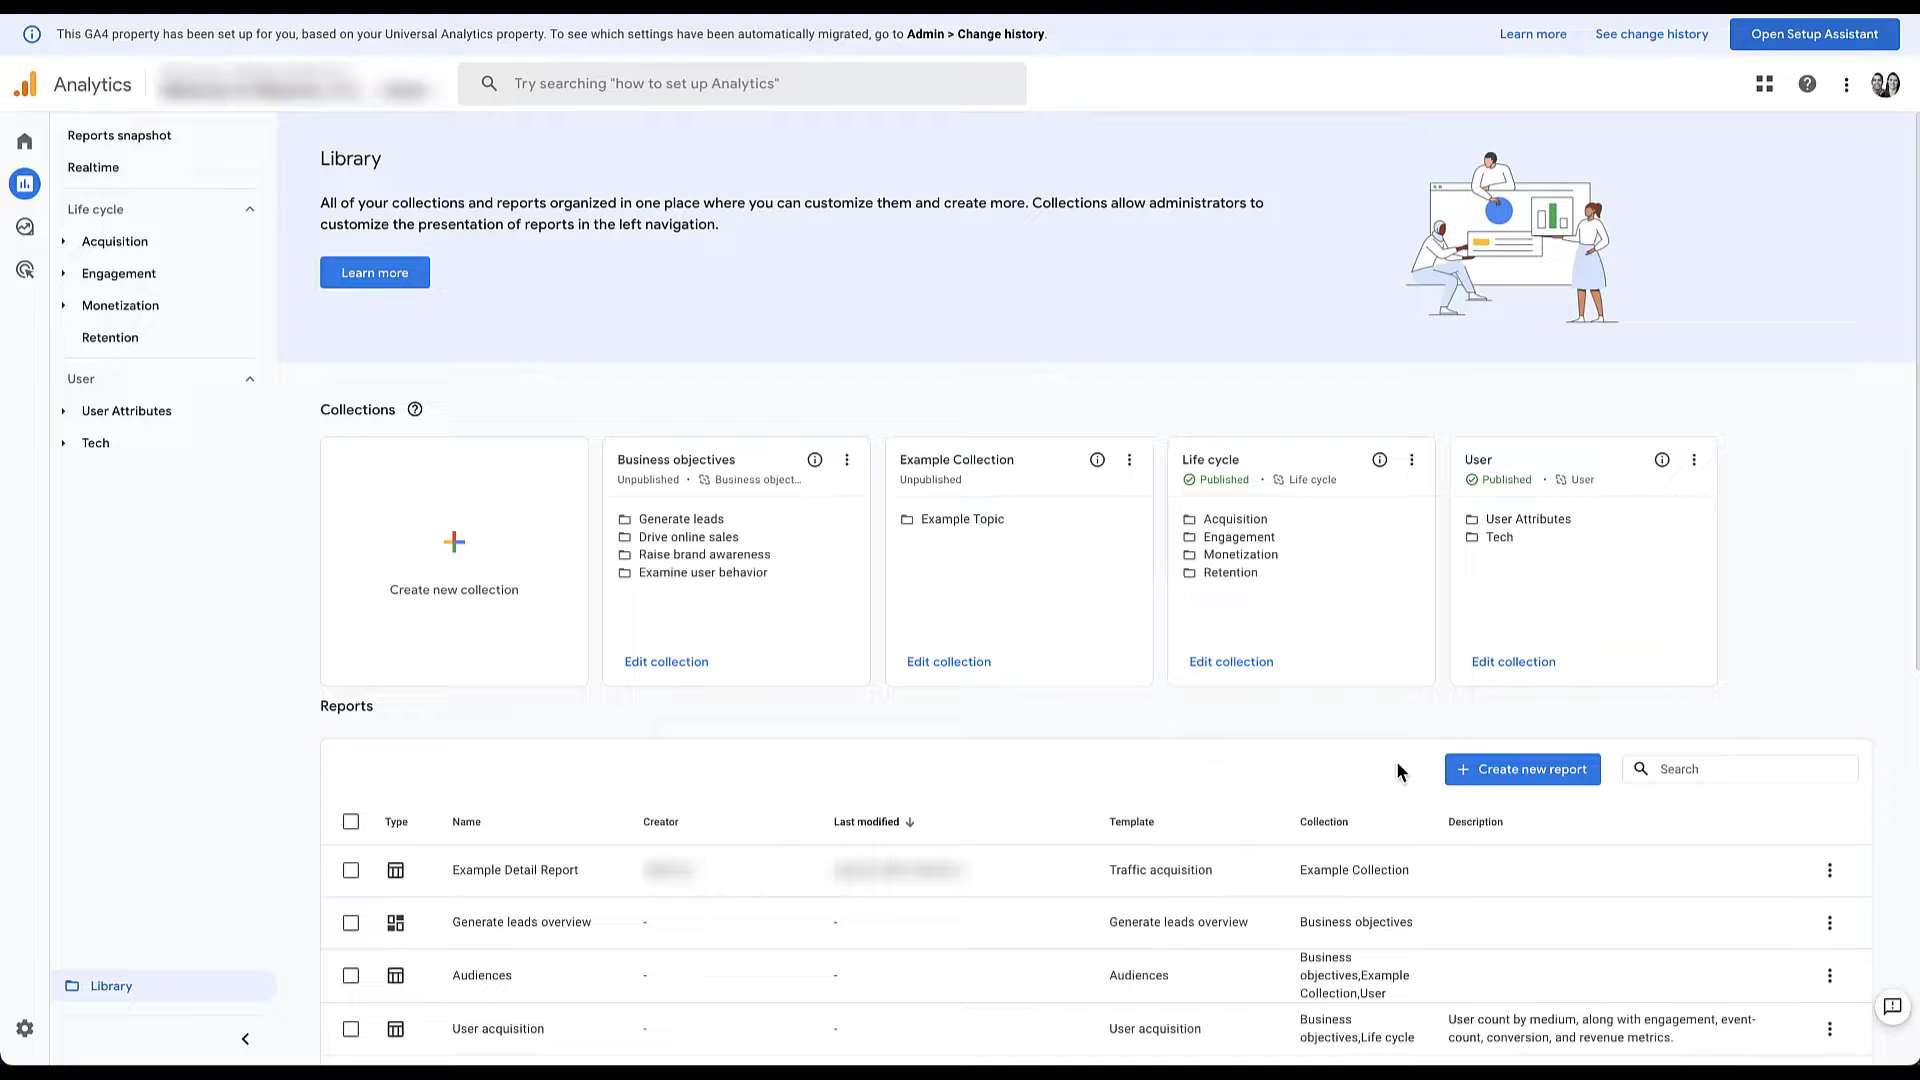 This GA4 property has been set up for you, based on your Universal Analytics property. To see which settings have been automatically migrated, go to Admin > Change history.
Learn more
See change history
Open Setup Assistant
Analytics
Try searching "how to set up Analytics"
Reports snapshot
Realtime
Life cycle
Acquisition
Engagement
Monetization
Retention
User
User Attributes
Tech
Library
Library
All of your collections and reports organized in one place where you can customize them and create more. Collections allow administrators to
customize the presentation of reports in the left navigation.
Learn more
Collections
Create new collection
Business objectives
Unpublished • Business object...
Generate leads
Drive online sales
Raise brand awareness
Examine user behavior
Edit collection
Example Collection
Unpublished
Example Topic
Edit collection
Life cycle
Published • Life cycle
Acquisition
Engagement
Monetization
Retention
Edit collection
User
Published • User
User Attributes
Tech
Edit collection
Reports
+ Create new report
Search
Type Name Creator Last modified Template Collection Description
Example Detail Report Traffic acquisition Example Collection
Generate leads overview - - Generate leads overview Business objectives
Audiences - - Audiences
Business
objectives,Example
Collection,User
User acquisition - - User acquisition
Business
objectives,Life cycle
User count by medium, along with engagement, event-
count, conversion, and revenue metrics.